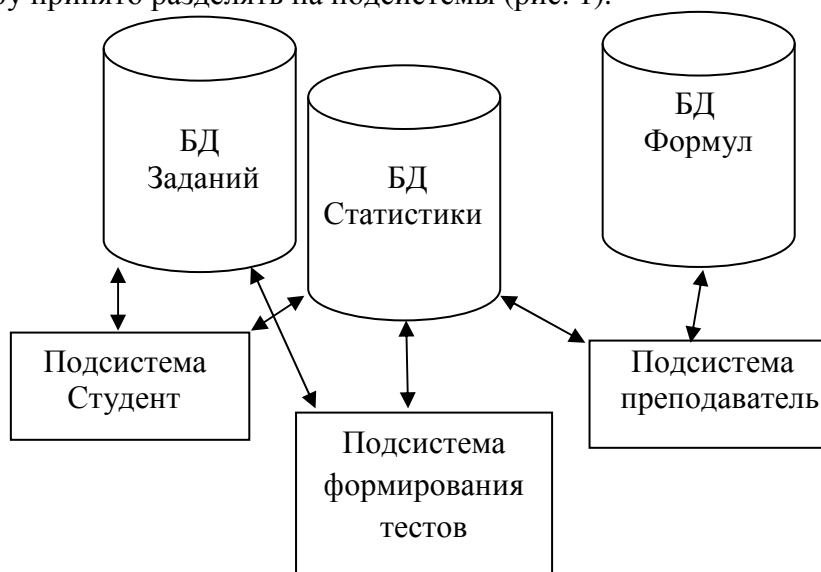 принято разделять на подсистемы (рис. 1).
БД
Заданий
БД
Статистики
БД
Формул
Подсистема
Студент
Подсистема
формирования
тестов
Подсистема
преподаватель